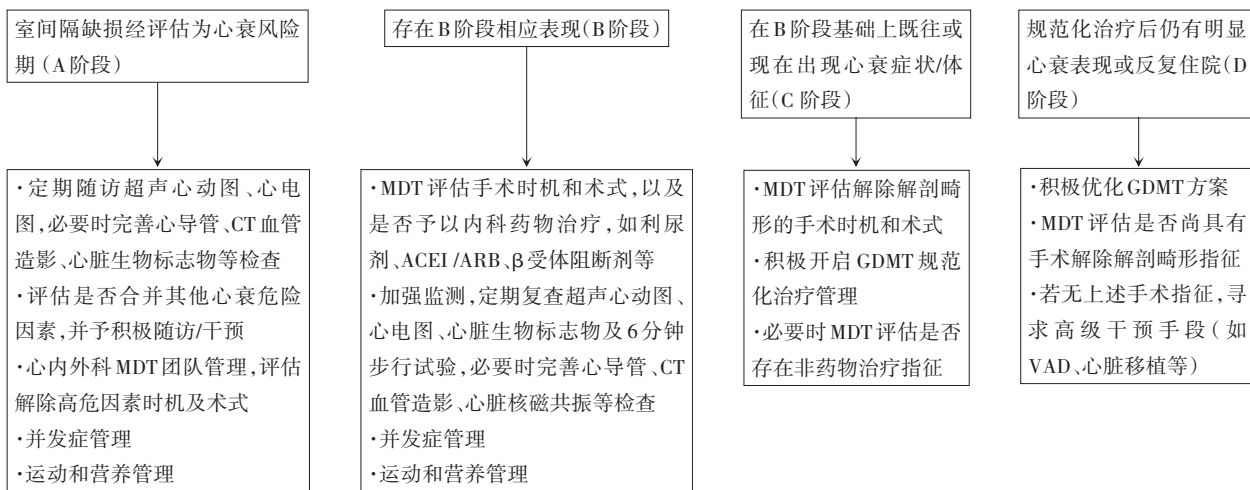 室间隔缺损经评估为心衰风险
期(A阶段)
存在B阶段相应表现(B阶段)
在B阶段基础上既往或
现在出现心衰症状/体
征(C阶段)
规范化治疗后仍有明显
心衰表现或反复住院(D
阶段)
·定期随访超声心动图、心电
图,必要时完善心导管、CT血管
造影、心脏生物标志物等检查
·评估是否合并其他心衰危险
因素,并予积极随访/干预
·心内外科MDT团队管理,评估
解除高危因素时机及术式
·并发症管理
·运动和营养管理
·MDT评估手术时机和术式,以及
是否予以内科药物治疗,如利尿
剂、ACEI/ARB、β受体阻断剂等
·加强监测,定期复查超声心动图、
心电图、心脏生物标志物及6分钟
步行试验,必要时完善心导管、CT
血管造影、心脏核磁共振等检查
·并发症管理
·运动和营养管理
·MDT评估解除解剖畸
形的手术时机和术式
·积极开启GDMT规范
化治疗管理
·必要时MDT评估是否
存在非药物治疗指征
·积极优化GDMT方案
·MDT评估是否尚具有
手术解除解剖畸形指征
·若无上述手术指征,寻
求高级干预手段(如
VAD、心脏移植等)